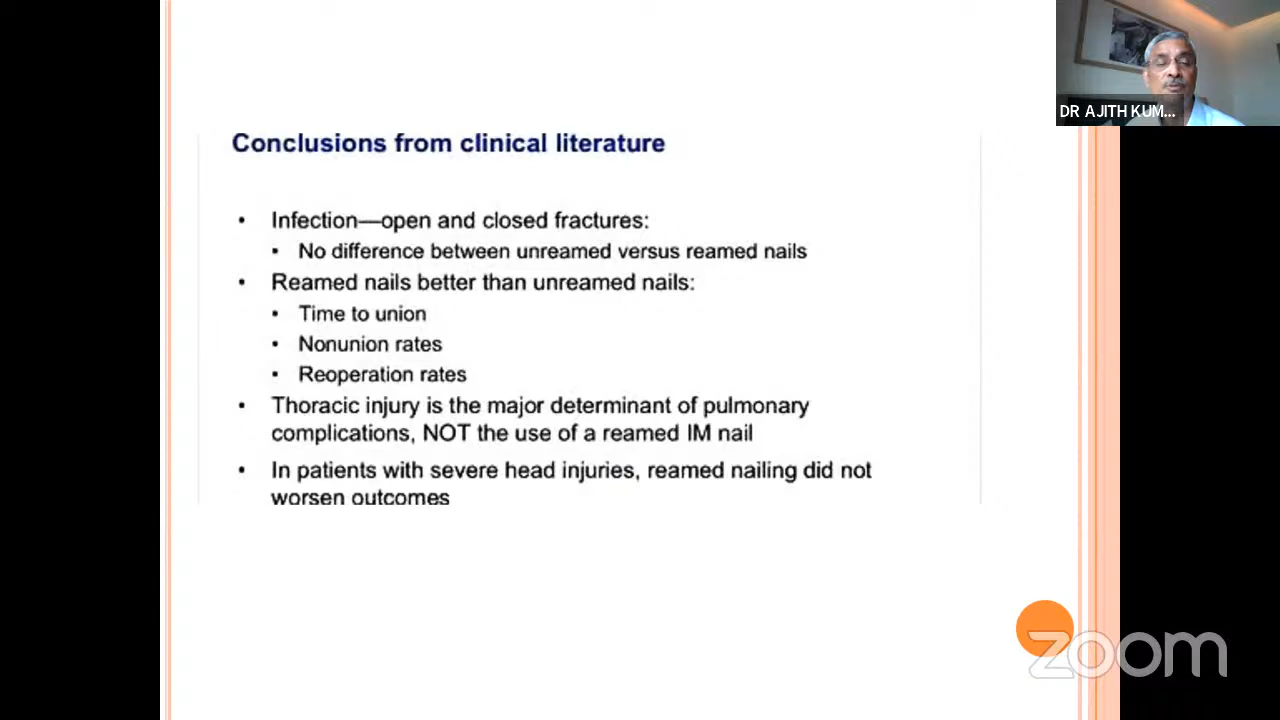 DR AJITH KUM...
Conclusions from clinical literature
• Infection—open and closed fractures:
• No difference between unreamed versus reamed nails
• Reamed nails better than unreamed nails:
• Time to union
• Nonunion rates
• Reoperation rates
• Thoracic injury is the major determinant of pulmonary
complications, NOT the use of a reamed IM nail
• In patients with severe head injuries, reamed nailing did not
worsen outcomes
zoom